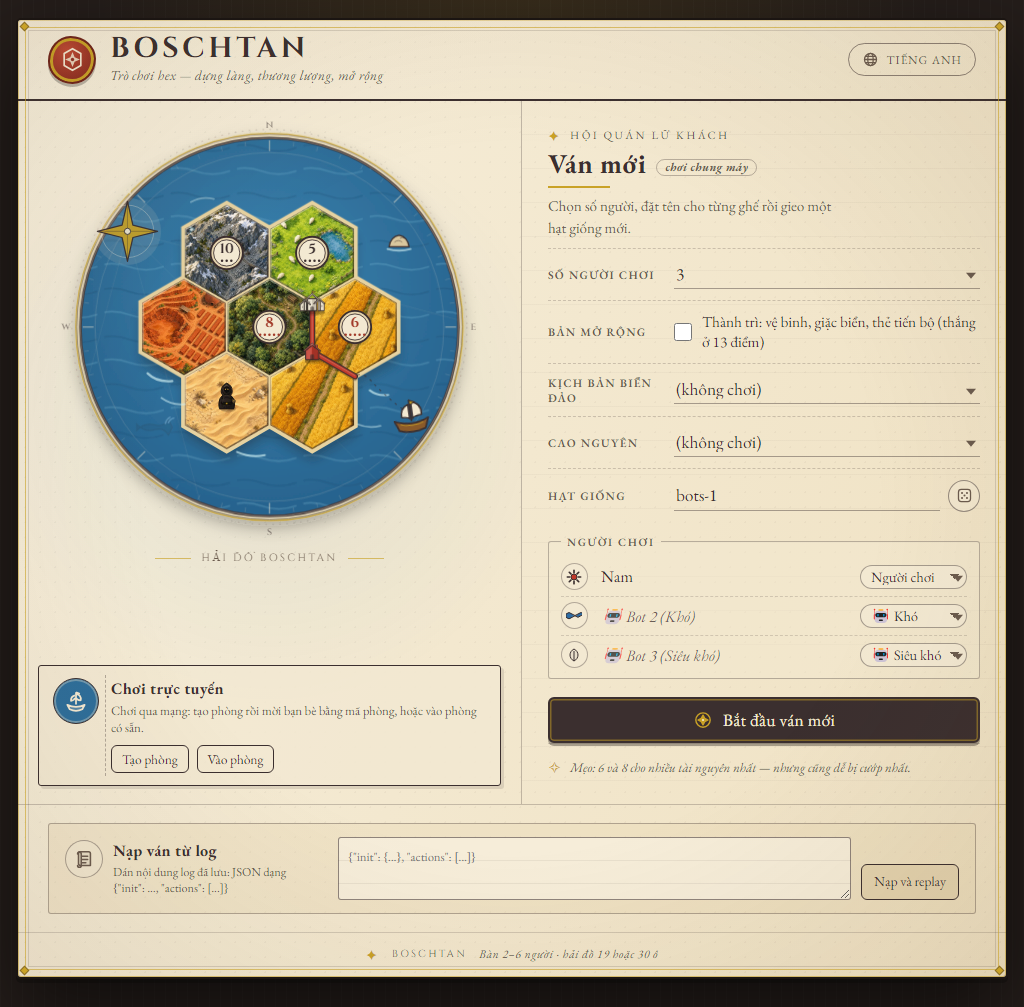 BOSCHTAN
Trò chơi hex — dựng làng, thương lượng, mở rộng
TIẾNG ANH
N
W
E
S
10
5
8
6
HẢI ĐỒ BOSCHTAN
Chơi trực tuyến
Chơi qua mạng: tạo phòng rồi mời bạn bè bằng mã phòng, hoặc vào phòng
có sẵn.
Tạo phòng
Vào phòng
HỘI QUÁN LỮ KHÁCH
Ván mới
chơi chung máy
Chọn số người, đặt tên cho từng ghế rồi gieo một
hạt giống mới.
SỐ NGƯỜI CHƠI
3
BẢN MỞ RỘNG
Thành trì: vệ binh, giặc biển, thẻ tiến bộ (thắng
ở 13 điểm)
KỊCH BẢN BIỂN
ĐẢO
(không chơi)
CAO NGUYÊN
(không chơi)
HẠT GIỐNG
bots-1
NGƯỜI CHƠI
Nam
Người chơi
Bot 2 (Khó)
Khó
Bot 3 (Siêu khó)
Siêu khó
Bắt đầu ván mới
Mẹo: 6 và 8 cho nhiều tài nguyên nhất — nhưng cũng dễ bị cướp nhất.
Nạp ván từ log
Dán nội dung log đã lưu: JSON dạng
{"init": ..., "actions": [...]}
{"init": {...}, "actions": [...]}
Nạp và replay
BOSCHTAN Bàn 2–6 người · hải đồ 19 hoặc 30 ô